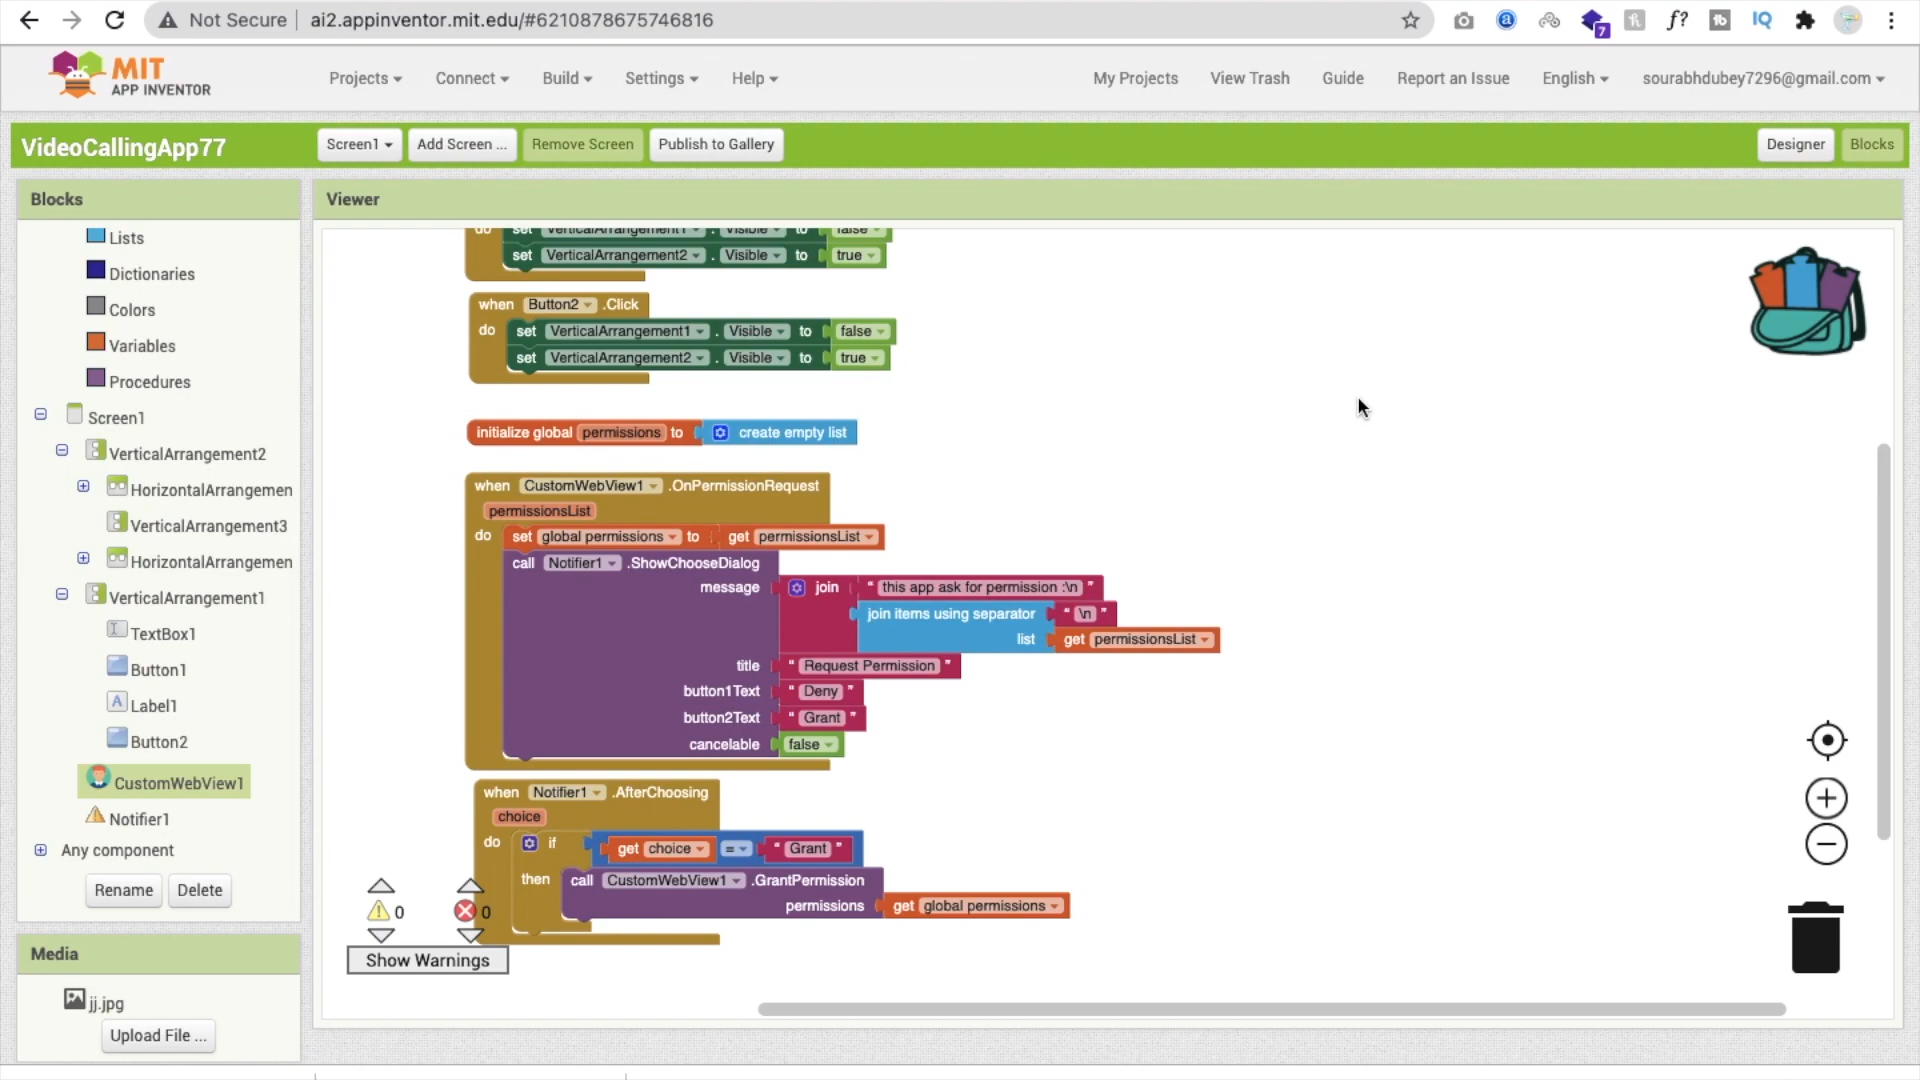 Not Secure | ai2.appinventor.mit.edu/#6210878675746816
7
MIT
APP INVENTOR
Projects Connect Build Settings Help My Projects View Trash Guide Report an Issue English sourabhdubey7296@gmail.com
VideoCallingApp77
Screen1 Add Screen ... Remove Screen Publish to Gallery Designer Blocks
Blocks
Lists
Dictionaries
Colors
Variables
Procedures
Screen1
VerticalArrangement2
HorizontalArrangemen
VerticalArrangement3
HorizontalArrangemen
VerticalArrangement1
TextBox1
Button1
Label1
Button2
CustomWebView1
Notifier1
Any component
Rename Delete
Media
jj.jpg
Upload File ...
Viewer
do set VerticalArrangement1 . Visible to false
set VerticalArrangement2 . Visible to true
when Button2 .Click
do set VerticalArrangement1 . Visible to false
set VerticalArrangement2 . Visible to true
initialize global permissions to create empty list
when CustomWebView1 .OnPermissionRequest
permissionsList
do set global permissions to get permissionsList
call Notifier1 .ShowChooseDialog
message join " this app ask for permission :\n "
join items using separator " \n "
list get permissionsList
title " Request Permission "
button1Text " Deny "
button2Text " Grant "
cancelable false
when Notifier1 .AfterChoosing
choice
do if get choice = " Grant "
then call CustomWebView1 .GrantPermission
permissions get global permissions
0 0
Show Warnings